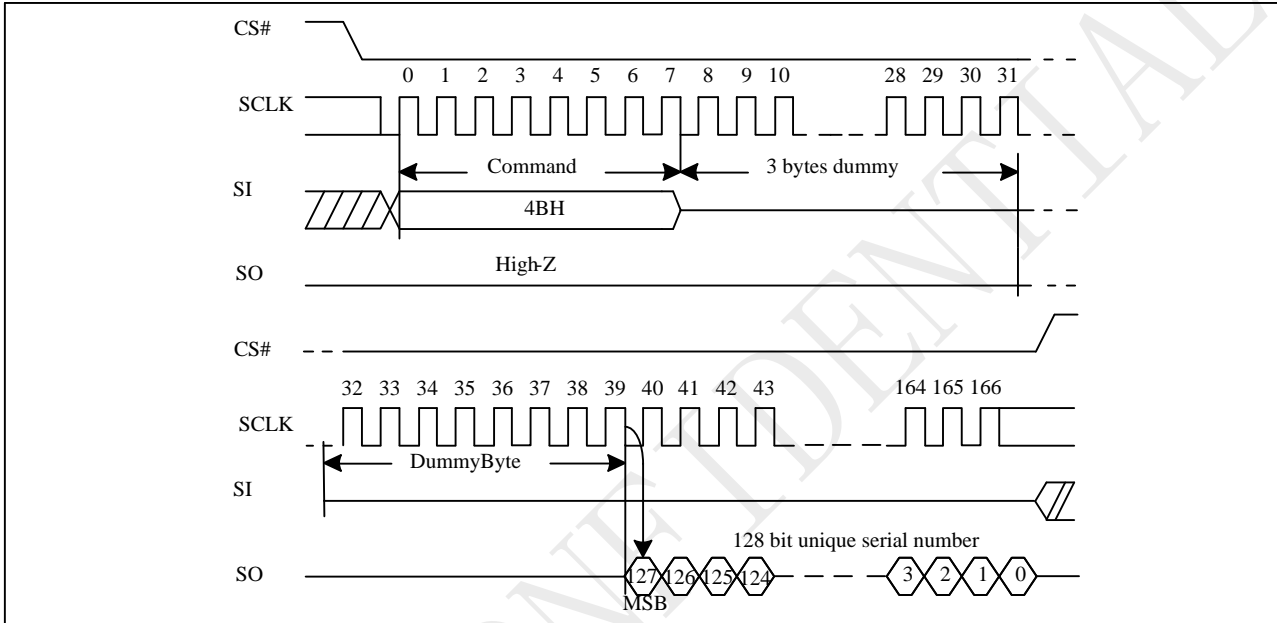 CS#
0 1 2 3 4 5 6 7 8 9 10 28 29 30 31
SCLK
Command 3 bytes dummy
SI
4BH
High-Z
SO
CS#
32 33 34 35 36 37 38 39 40 41 42 43 164 165 166
SCLK
DummyByte
SI
128 bit unique serial number
SO 127 126 125 124 3 2 1 0
MSB